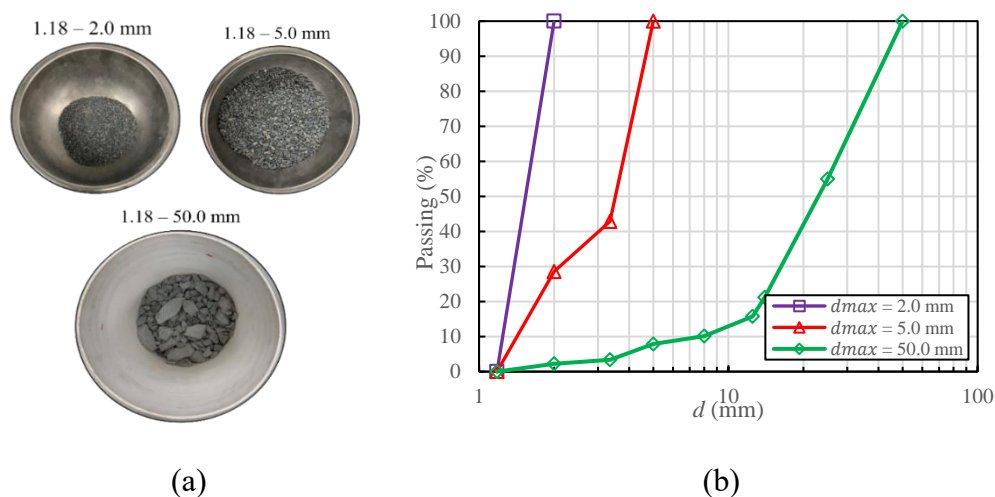 1.18 – 2.0 mm
1.18 – 5.0 mm
1.18 – 50.0 mm
(a)
Passing (%)
100
90
80
70
60
50
40
30
20
10
0
1
10
100
d (mm)
dmax = 2.0 mm
dmax = 5.0 mm
dmax = 50.0 mm
(b)